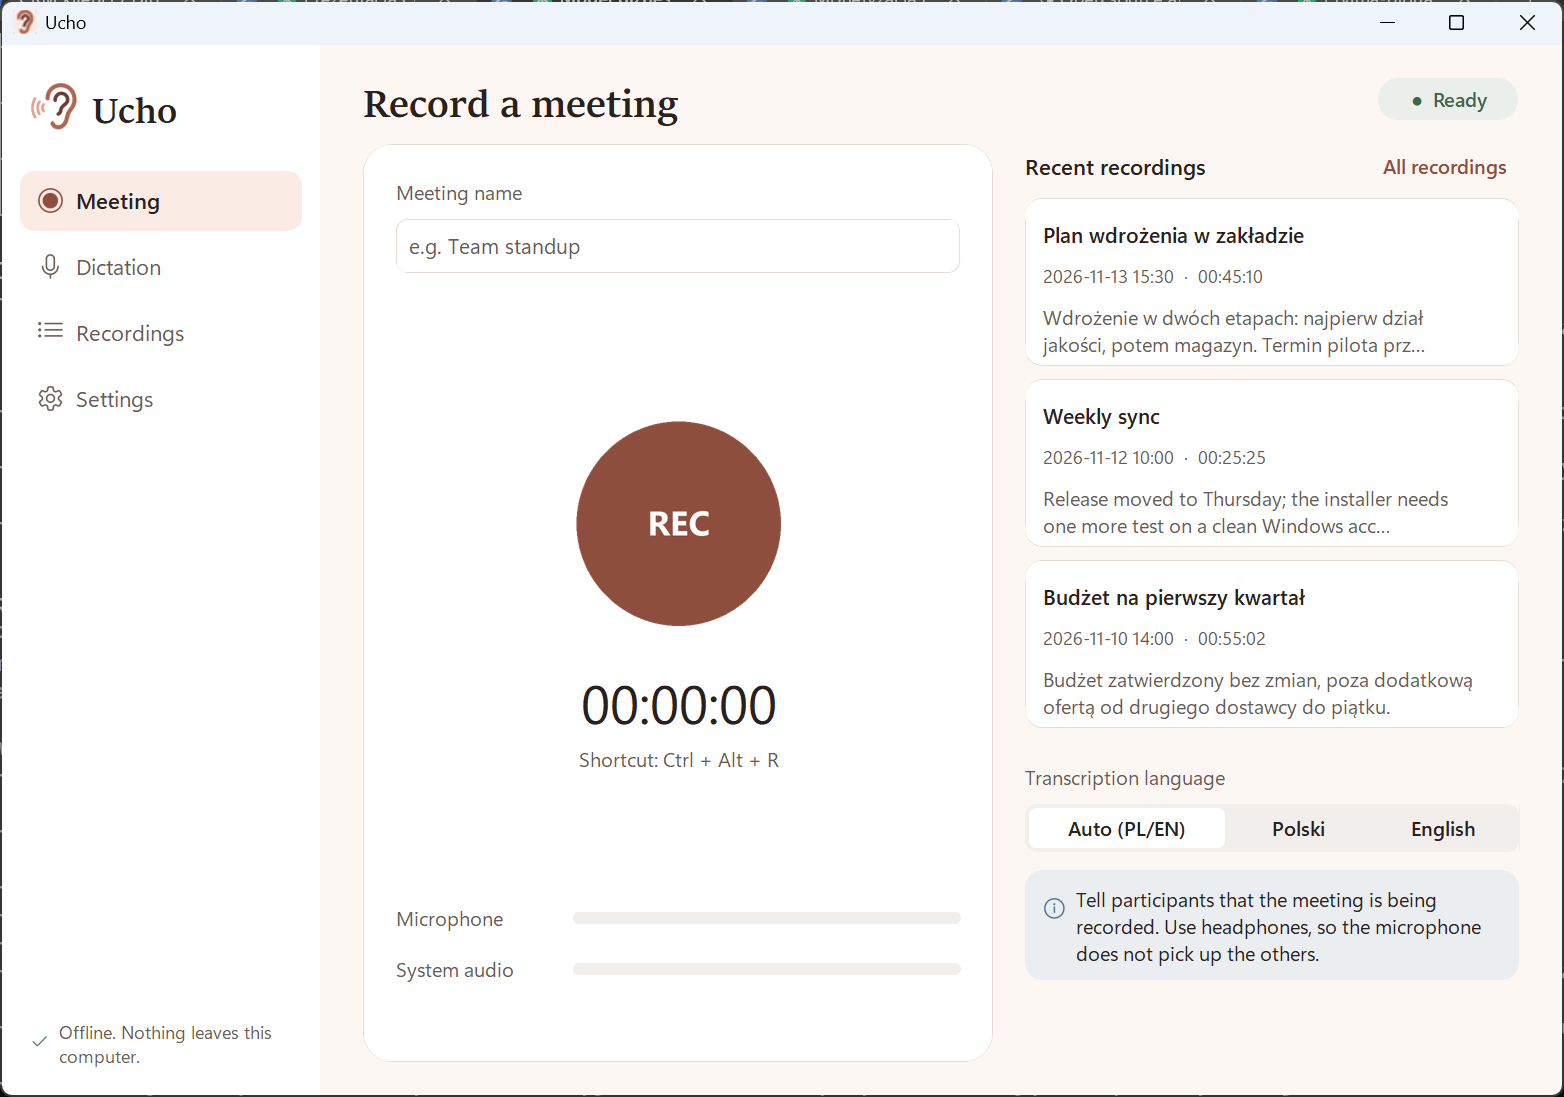 Ucho
Ucho
Meeting
Dictation
Recordings
Settings
Offline. Nothing leaves this
computer.
Record a meeting
Ready
Meeting name
e.g. Team standup
REC
00:00:00
Shortcut: Ctrl + Alt + R
Microphone
System audio
Recent recordings
All recordings
Plan wdrożenia w zakładzie
2026-11-13 15:30 · 00:45:10
Wdrożenie w dwóch etapach: najpierw dział
jakości, potem magazyn. Termin pilota prz...
Weekly sync
2026-11-12 10:00 · 00:25:25
Release moved to Thursday; the installer needs
one more test on a clean Windows acc...
Budżet na pierwszy kwartał
2026-11-10 14:00 · 00:55:02
Budżet zatwierdzony bez zmian, poza dodatkową
ofertą od drugiego dostawcy do piątku.
Transcription language
Auto (PL/EN)
Polski
English
Tell participants that the meeting is being
recorded. Use headphones, so the microphone
does not pick up the others.